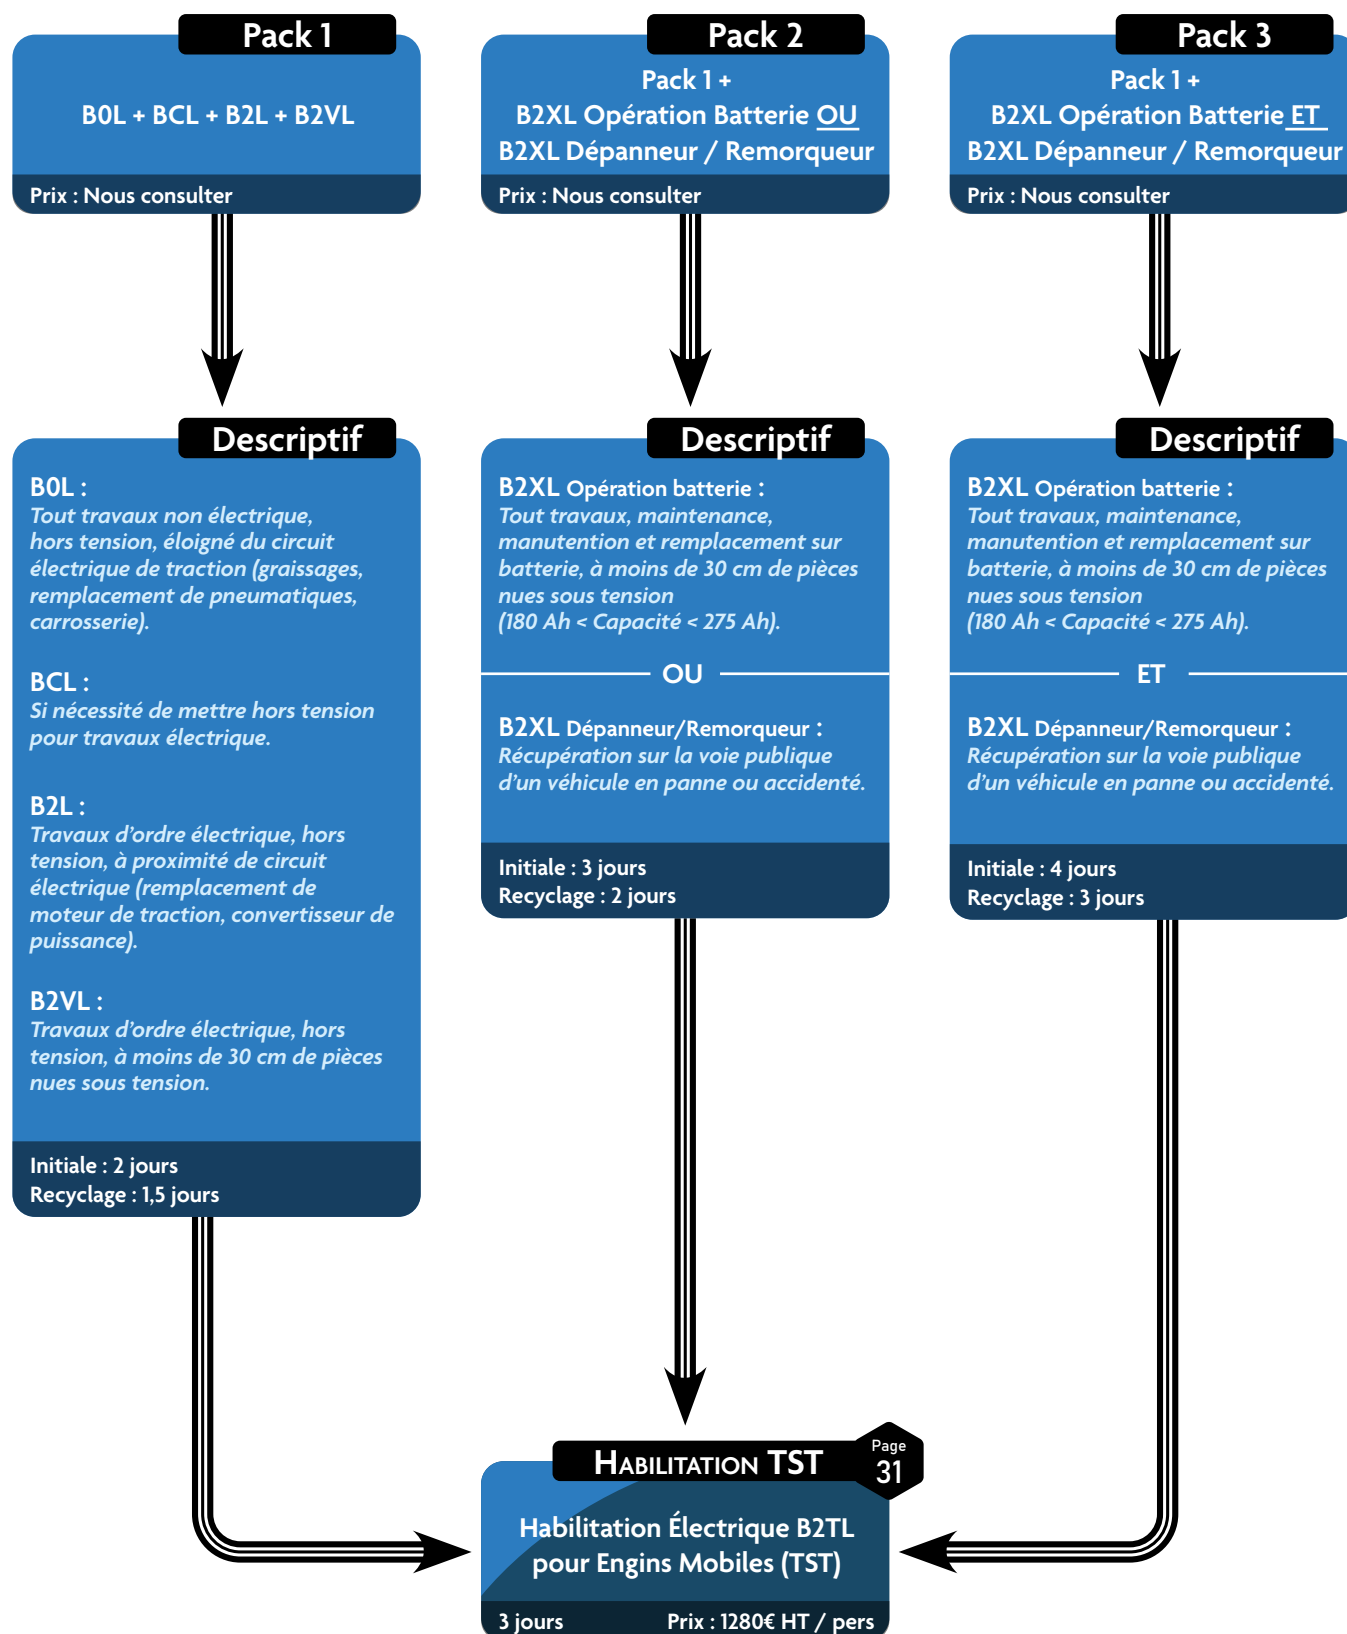 Pack 1
B0L + BCL + B2L + B2VL
Prix : Nous consulter
Pack 2
Pack 1 +
B2XL Opération Batterie OU
B2XL Dépanneur / Remorqueur
Prix : Nous consulter
Pack 3
Pack 1 +
B2XL Opération Batterie ET
B2XL Dépanneur / Remorqueur
Prix : Nous consulter
Descriptif
B0L :
Tout travaux non électrique,
hors tension, éloigné du circuit
électrique de traction (graissages,
remplacement de pneumatiques,
carrosserie).
BCL :
Si nécessité de mettre hors tension
pour travaux électrique.
B2L :
Travaux d'ordre électrique, hors
tension, à proximité de circuit
électrique (remplacement de
moteur de traction, convertisseur de
puissance).
B2VL :
Travaux d'ordre électrique, hors
tension, à moins de 30 cm de pièces
nues sous tension.
Initiale : 2 jours
Recyclage : 1,5 jours
Descriptif
B2XL Opération batterie :
Tout travaux, maintenance,
manutention et remplacement sur
batterie, à moins de 30 cm de pièces
nues sous tension
(180 Ah < Capacité < 275 Ah).
OU
B2XL Dépanneur/Remorqueur :
Récupération sur la voie publique
d'un véhicule en panne ou accidenté.
Initiale : 3 jours
Recyclage : 2 jours
Descriptif
B2XL Opération batterie :
Tout travaux, maintenance,
manutention et remplacement sur
batterie, à moins de 30 cm de pièces
nues sous tension
(180 Ah < Capacité < 275 Ah).
ET
B2XL Dépanneur/Remorqueur :
Récupération sur la voie publique
d'un véhicule en panne ou accidenté.
Initiale : 4 jours
Recyclage : 3 jours
HABILITATION TST
Page
31
Habilitation Électrique B2TL
pour Engins Mobiles (TST)
3 jours Prix : 1280€ HT / pers